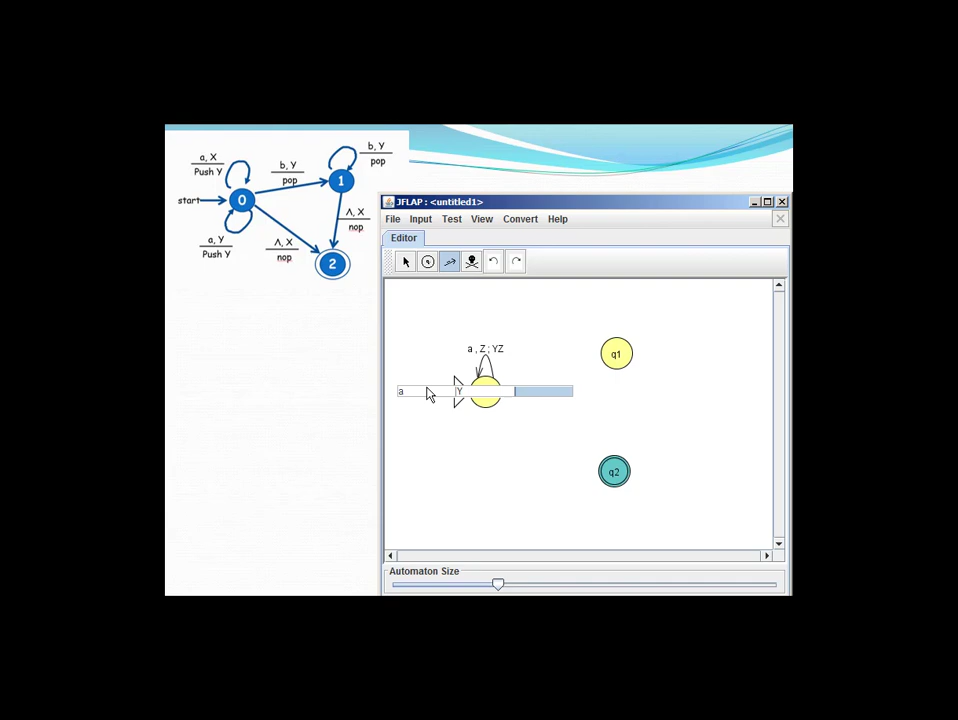 a, X
Push Y
b, Y
pop
b, Y
pop
start
0
1
a, Y
Push Y
Λ, X
nop
Λ, X
nop
2
JFLAP : <untitled1>
File Input Test View Convert Help
Editor
a , Z ; YZ
q1
a Y
q2
Automaton Size